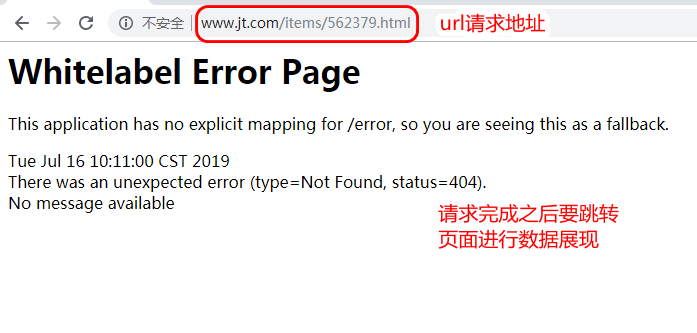 不安全 www.jt.com/items/562379.html url请求地址
Whitelabel Error Page
This application has no explicit mapping for /error, so you are seeing this as a fallback.
Tue Jul 16 10:11:00 CST 2019
There was an unexpected error (type=Not Found, status=404).
No message available
请求完成之后要跳转
页面进行数据展现